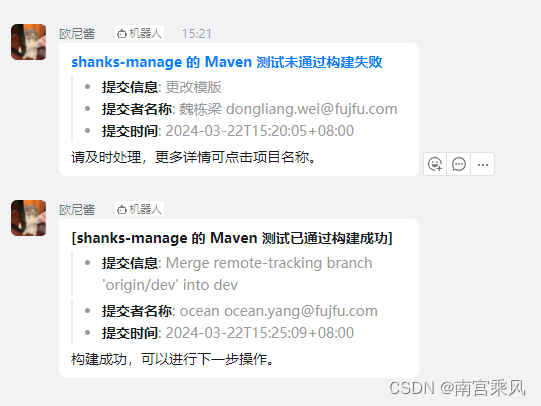 欧尼酱 机器人 15:21
shanks-manage 的 Maven 测试未通过构建失败
提交信息: 更改模版
提交者名称: 魏栋梁 dongliang.wei@fujfu.com
提交时间: 2024-03-22T15:20:05+08:00
请及时处理，更多详情可点击项目名称。
欧尼酱 机器人
[shanks-manage 的 Maven 测试已通过构建成功]
提交信息: Merge remote-tracking branch
'origin/dev' into dev
提交者名称: ocean ocean.yang@fujfu.com
提交时间: 2024-03-22T15:25:09+08:00
构建成功，可以进行下一步操作。
CSDN @南宫乘风